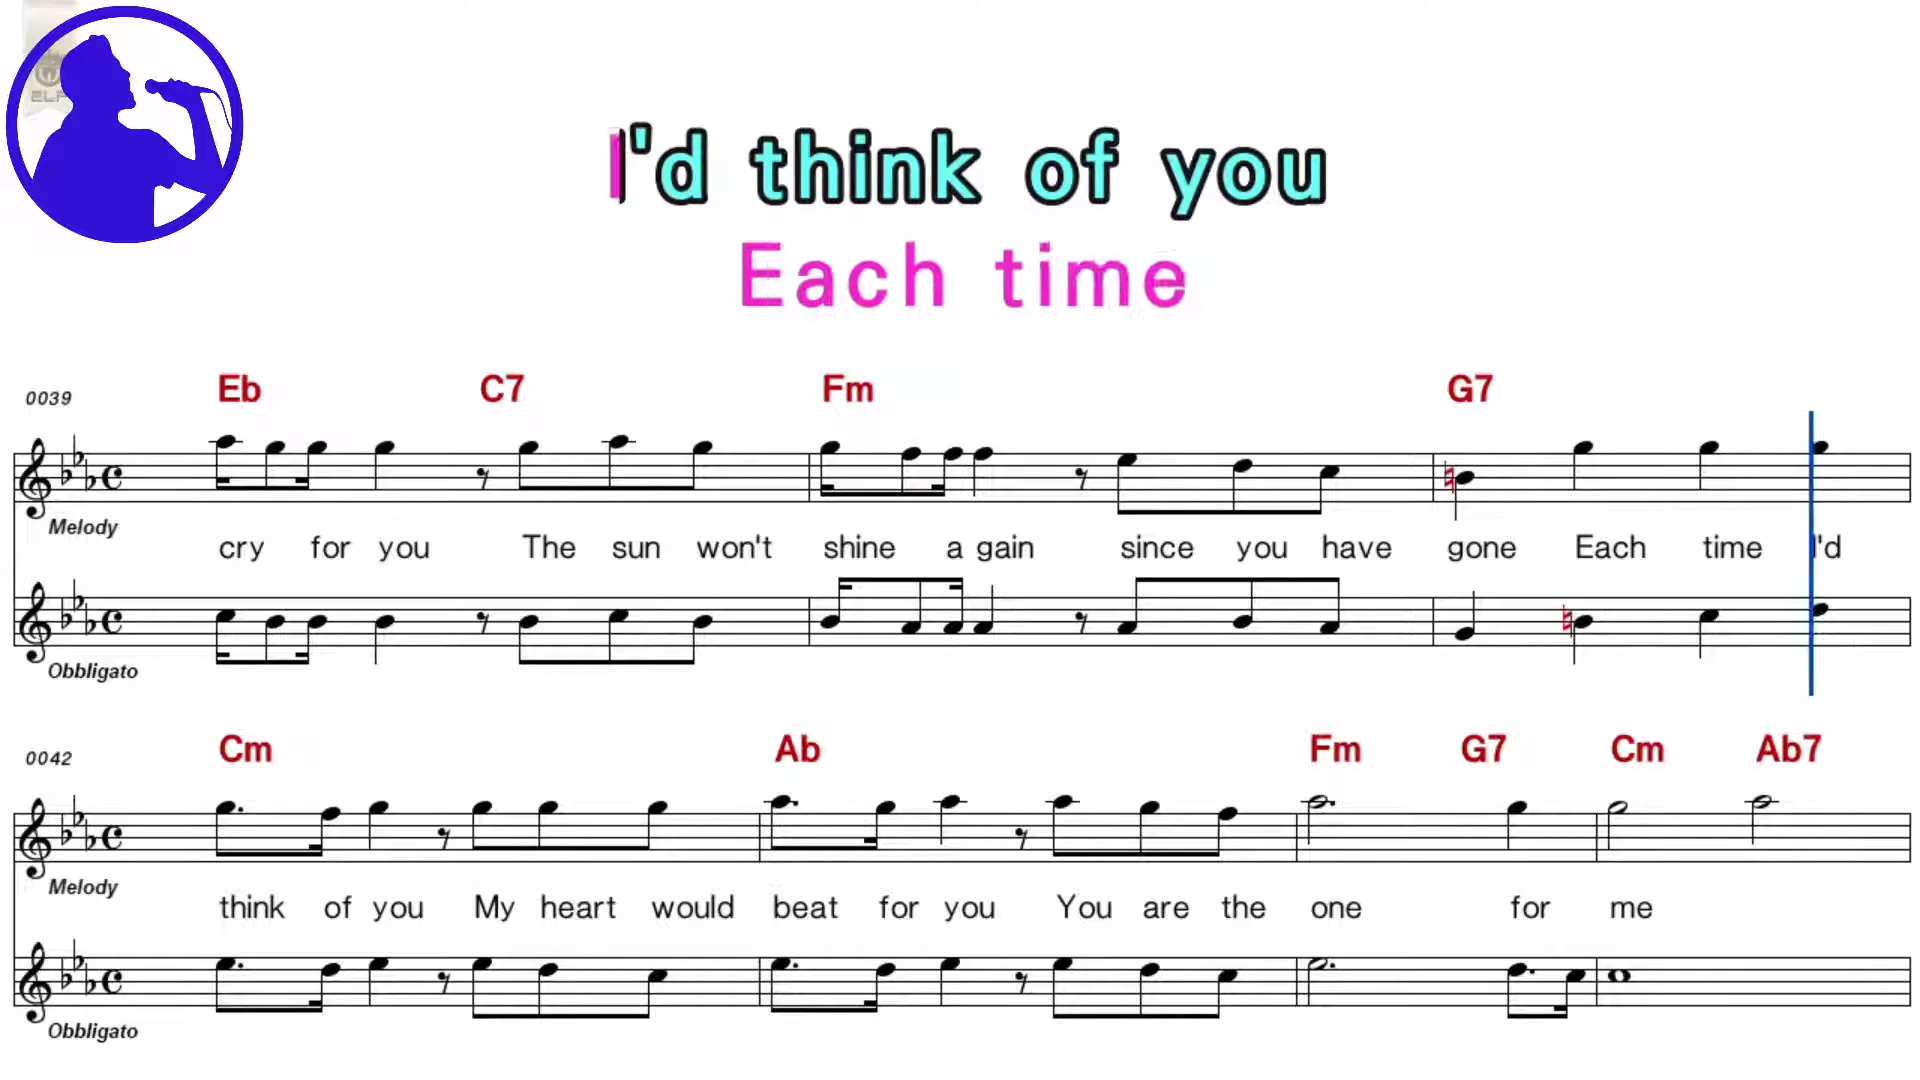 I'd think of you
Each time
0039 Eb C7 Fm G7
Melody
cry for you The sun won't shine a gain since you have gone Each time I'd
Obbligato
0042 Cm Ab Fm G7 Cm Ab7
Melody
think of you My heart would beat for you You are the one for me
Obbligato